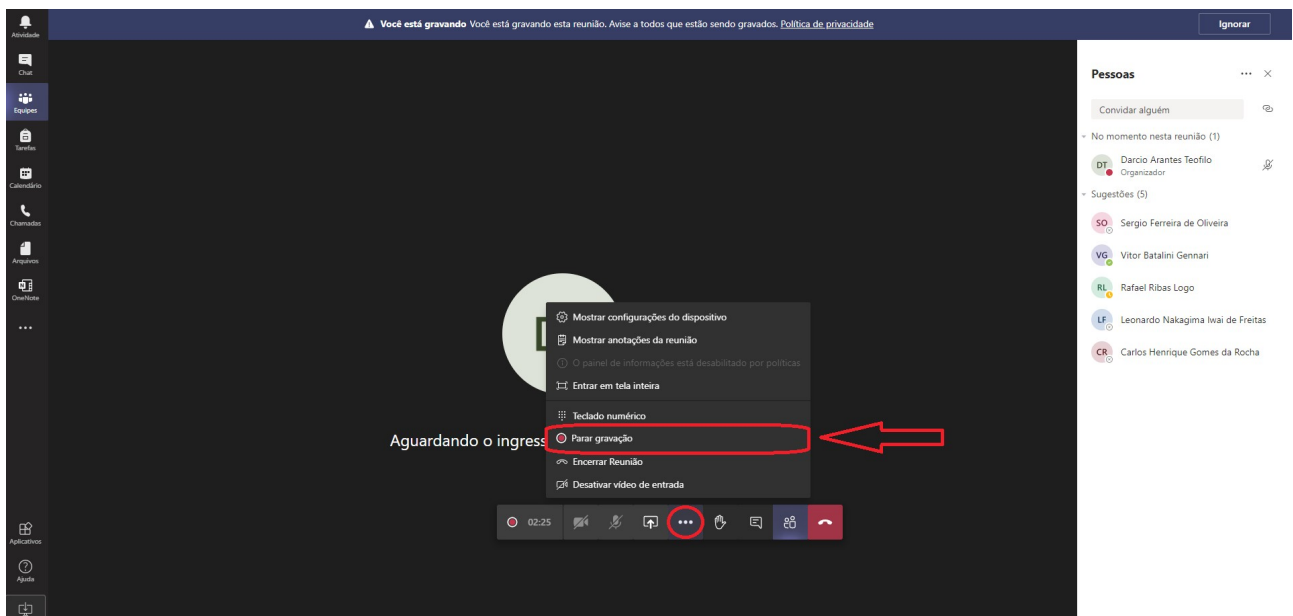 Atividade
Chat
Equipes
Tarefas
Calendário
Chamadas
Arquivos
OneNote
Aplicativos
Ajuda
Você está gravando Você está gravando esta reunião. Avise a todos que estão sendo gravados. Política de privacidade
Ignorar
D
Aguardando o ingress
Mostrar configurações do dispositivo
Mostrar anotações da reunião
O painel de informações está desabilitado por políticas
Entrar em tela inteira
Teclado numérico
Parar gravação
Encerrar Reunião
Desativar vídeo de entrada
02:25
Pessoas
Convidar alguém
No momento nesta reunião (1)
DT Darcio Arantes Teofilo
Organizador
Sugestões (5)
SO Sergio Ferreira de Oliveira
VG Vitor Batalini Gennari
RL Rafael Ribas Logo
LF Leonardo Nakagima Iwai de Freitas
CR Carlos Henrique Gomes da Rocha